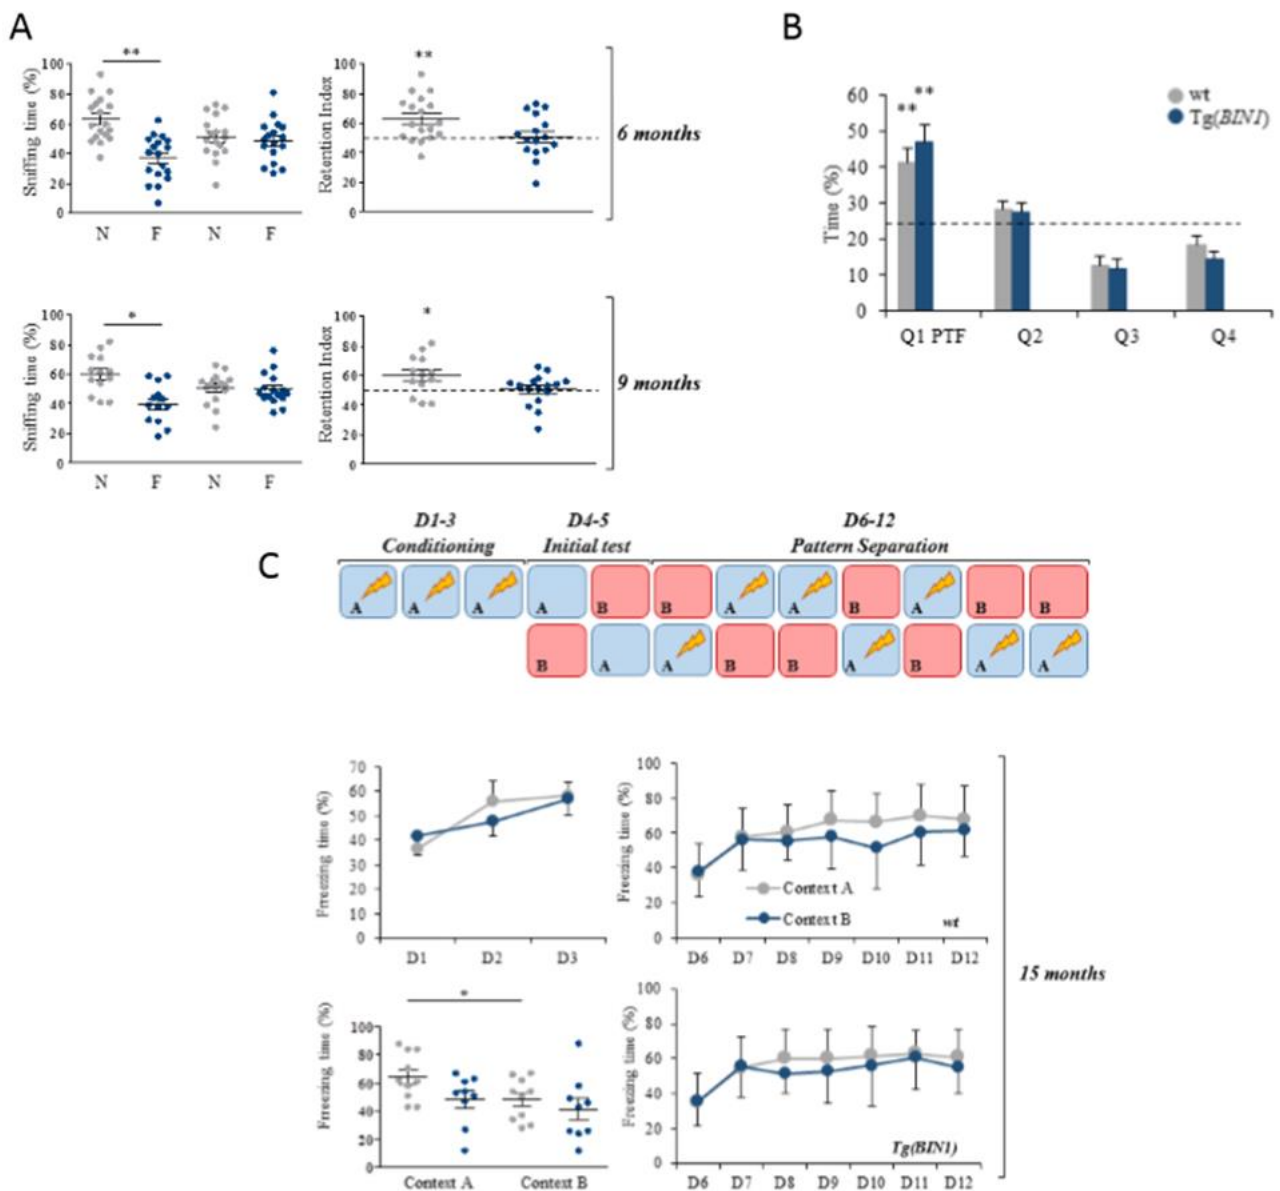 A
**
100
80
60
40
20
0
Sniffing time (%)
N F N F
**
100
80
60
40
20
0
Retention Index
6 months
*
100
80
60
40
20
0
Sniffing time (%)
N F N F
*
100
80
60
40
20
0
Retention Index
9 months
B
60
50
40
30
20
10
0
Time (%)
**
**
wt
Tg(BIN1)
Q1 PTF Q2 Q3 Q4
C
D1-3 D4-5 D6-12
Conditioning Initial test Pattern Separation
A A A A B B A A B A B B
B A A B B A B A A
70
60
50
40
30
20
10
0
Freezing time (%)
D1 D2 D3
100
80
60
40
20
0
Freezing time (%)
Context A
Context B
wt
D6 D7 D8 D9 D10 D11 D12
15 months
*
100
80
60
40
20
0
Freezing time (%)
Context A Context B
100
80
60
40
20
0
Freezing time (%)
Tg(BIN1)
D6 D7 D8 D9 D10 D11 D12